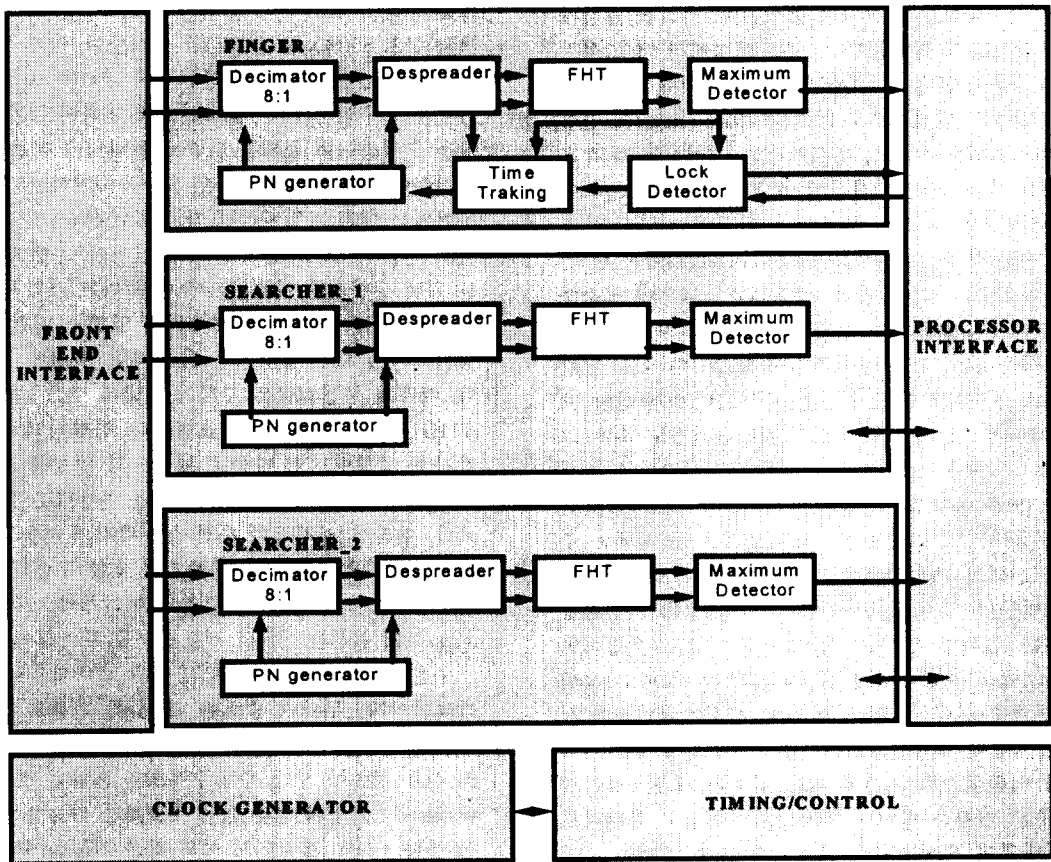 FINGER
Decimator
8:1
Despreader
FHT
Maximum
Detector
PN generator
Time
Traking
Lock
Detector
SEARCHER_1
Decimator
8:1
Despreader
FHT
Maximum
Detector
PN generator
FRONT
END
INTERFACE
PROCESSOR
INTERFACE
SEARCHER_2
Decimator
8:1
Despreader
FHT
Maximum
Detector
PN generator
CLOCK GENERATOR
TIMING/CONTROL